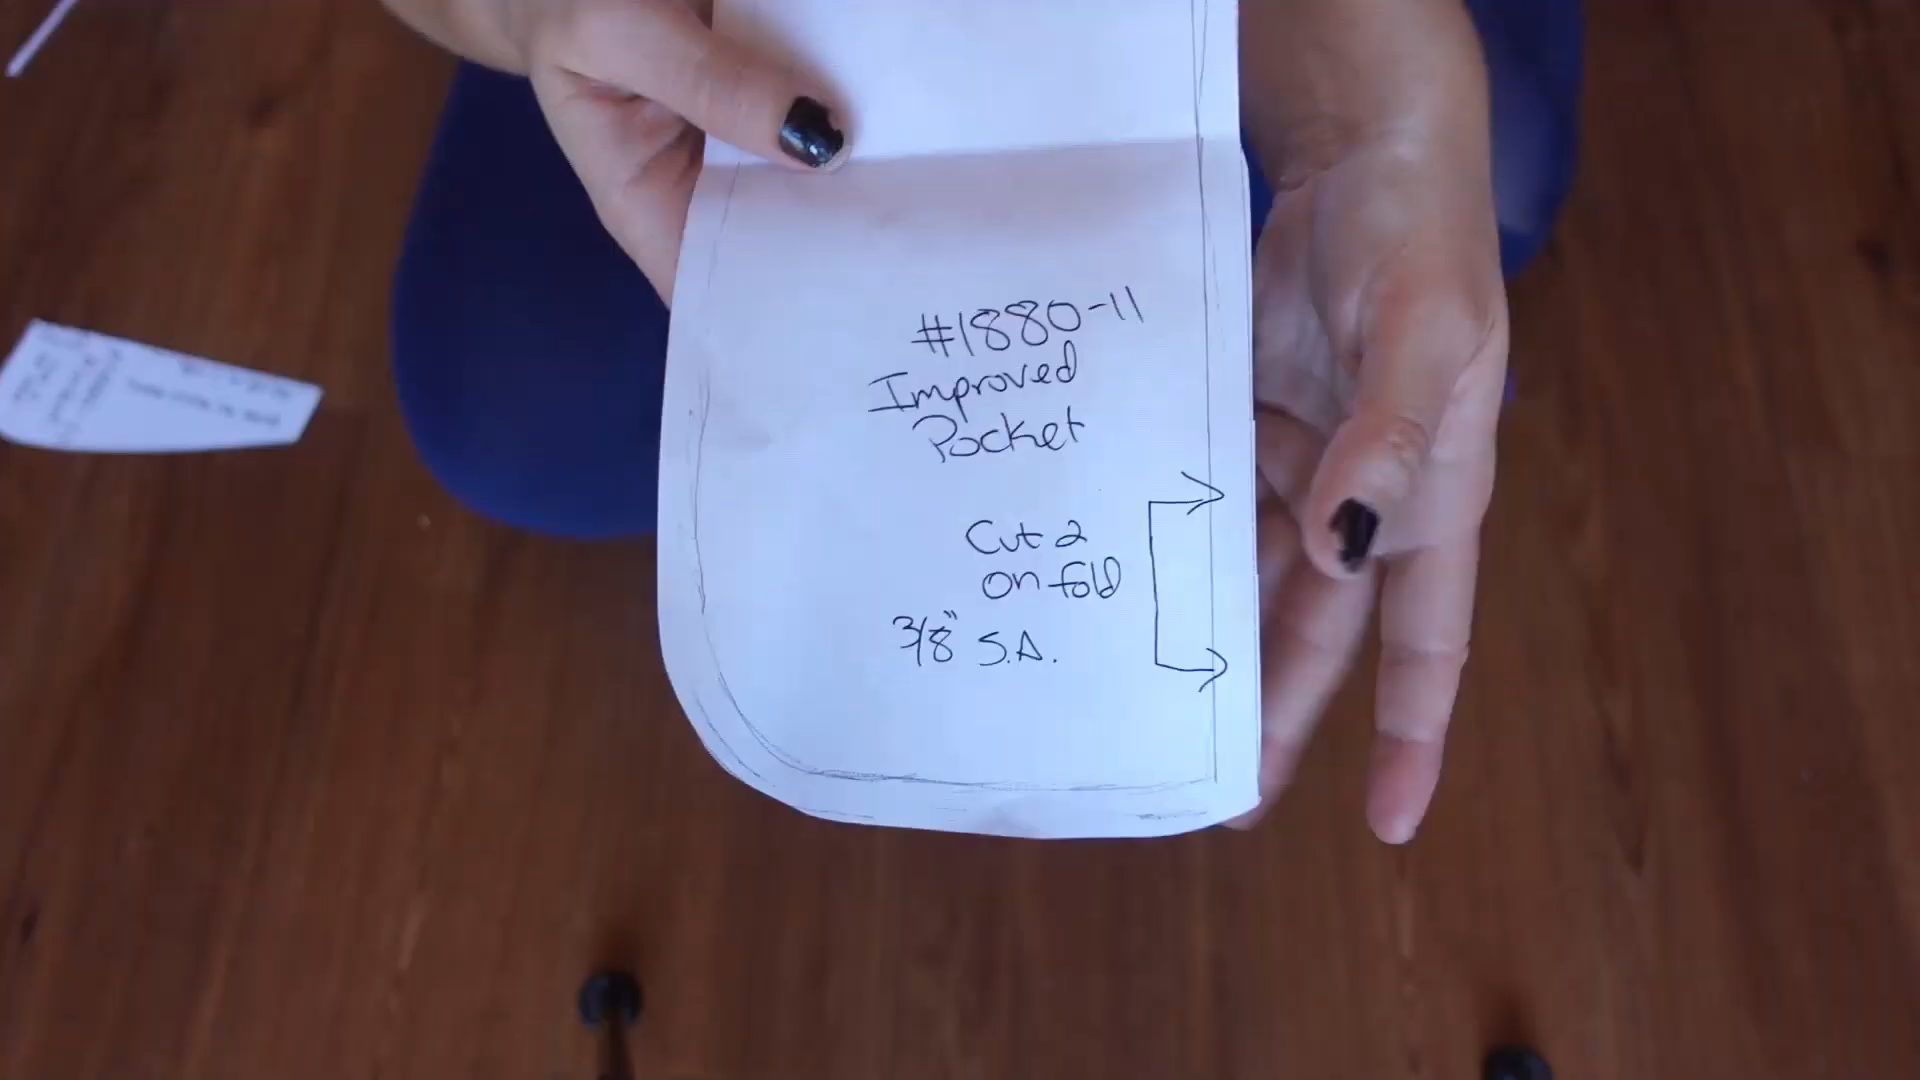 #1880-11
Improved
Pocket
Cut 2
on fold
3/8" S.A.